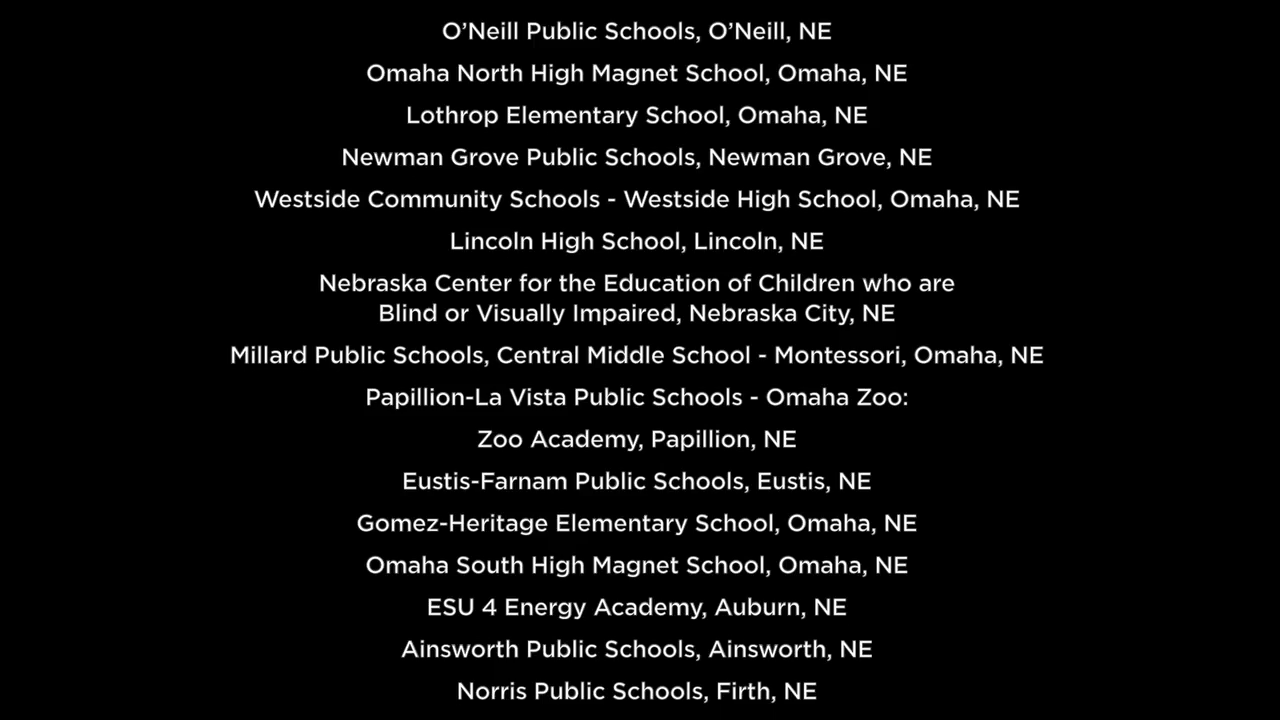 O’Neill Public Schools, O’Neill, NE
Omaha North High Magnet School, Omaha, NE
Lothrop Elementary School, Omaha, NE
Newman Grove Public Schools, Newman Grove, NE
Westside Community Schools - Westside High School, Omaha, NE
Lincoln High School, Lincoln, NE
Nebraska Center for the Education of Children who are
Blind or Visually Impaired, Nebraska City, NE
Millard Public Schools, Central Middle School - Montessori, Omaha, NE
Papillion-La Vista Public Schools - Omaha Zoo:
Zoo Academy, Papillion, NE
Eustis-Farnam Public Schools, Eustis, NE
Gomez-Heritage Elementary School, Omaha, NE
Omaha South High Magnet School, Omaha, NE
ESU 4 Energy Academy, Auburn, NE
Ainsworth Public Schools, Ainsworth, NE
Norris Public Schools, Firth, NE